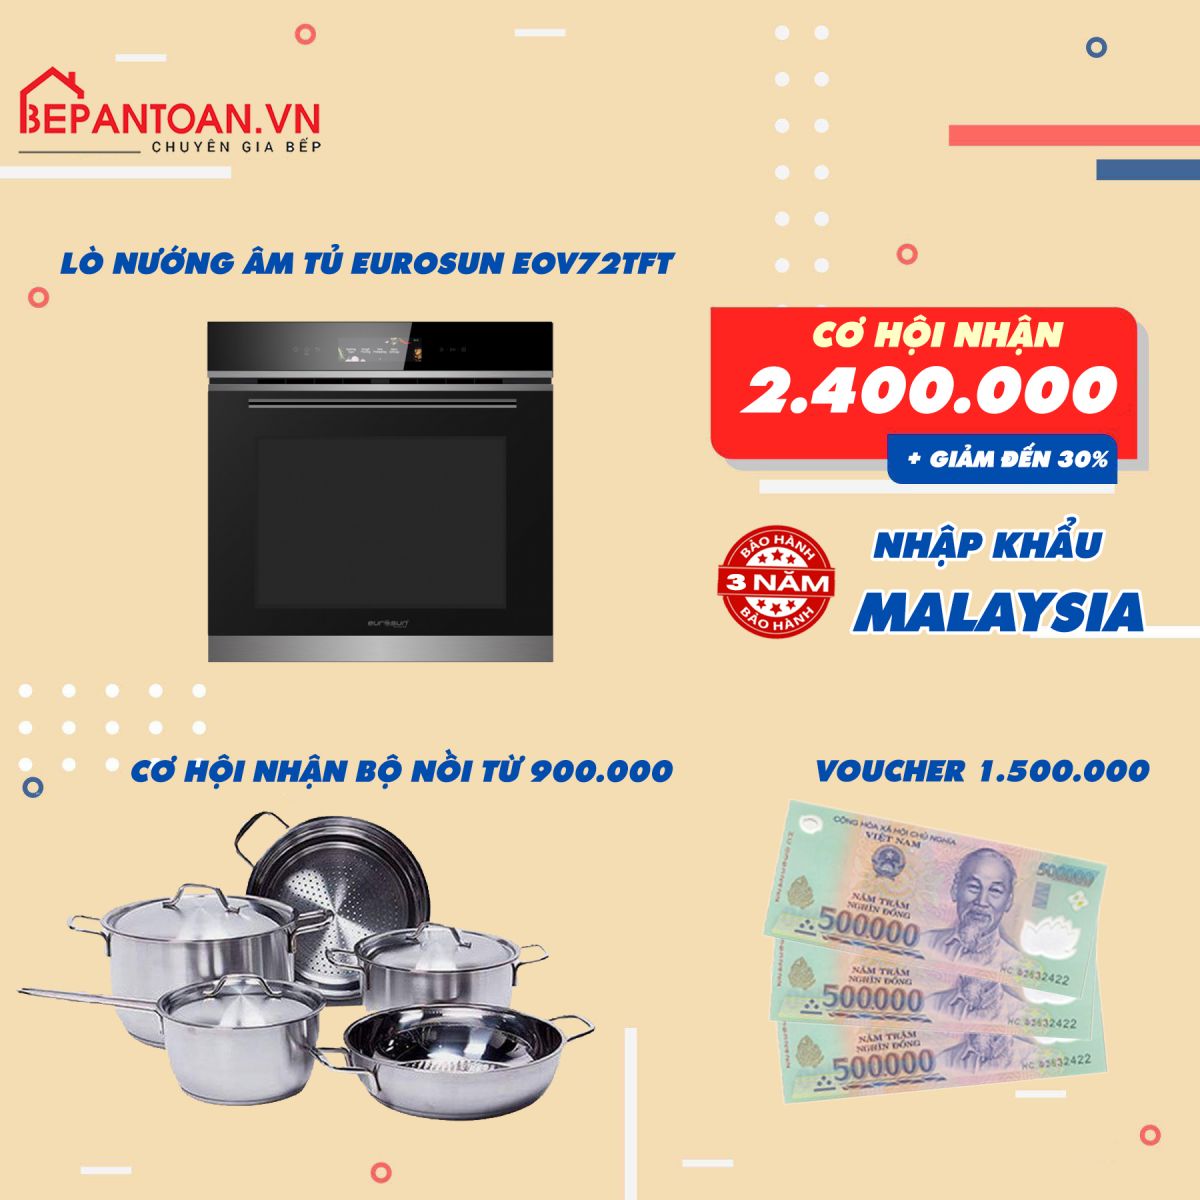 BEPANTOAN.VN
CHUYÊN GIA BẾP
LÒ NƯỚNG ÂM TỦ EUROSUN EOV72TFT
CƠ HỘI NHẬN
2.400.000
+ GIẢM ĐẾN 30%
BẢO HÀNH
3 NĂM
BẢO HÀNH
NHẬP KHẨU
MALAYSIA
eurosun
CƠ HỘI NHẬN BỘ NỒI TỪ 900.000
VOUCHER 1.500.000
CỘNG HÒA XÃ HỘI CHỦ NGHĨA
VIỆT NAM
500000
NĂM TRĂM
NGHÌN ĐỒNG
500000
NĂM TRĂM
NGHÌN ĐỒNG
500000
NĂM TRĂM
NGHÌN ĐỒNG
500000